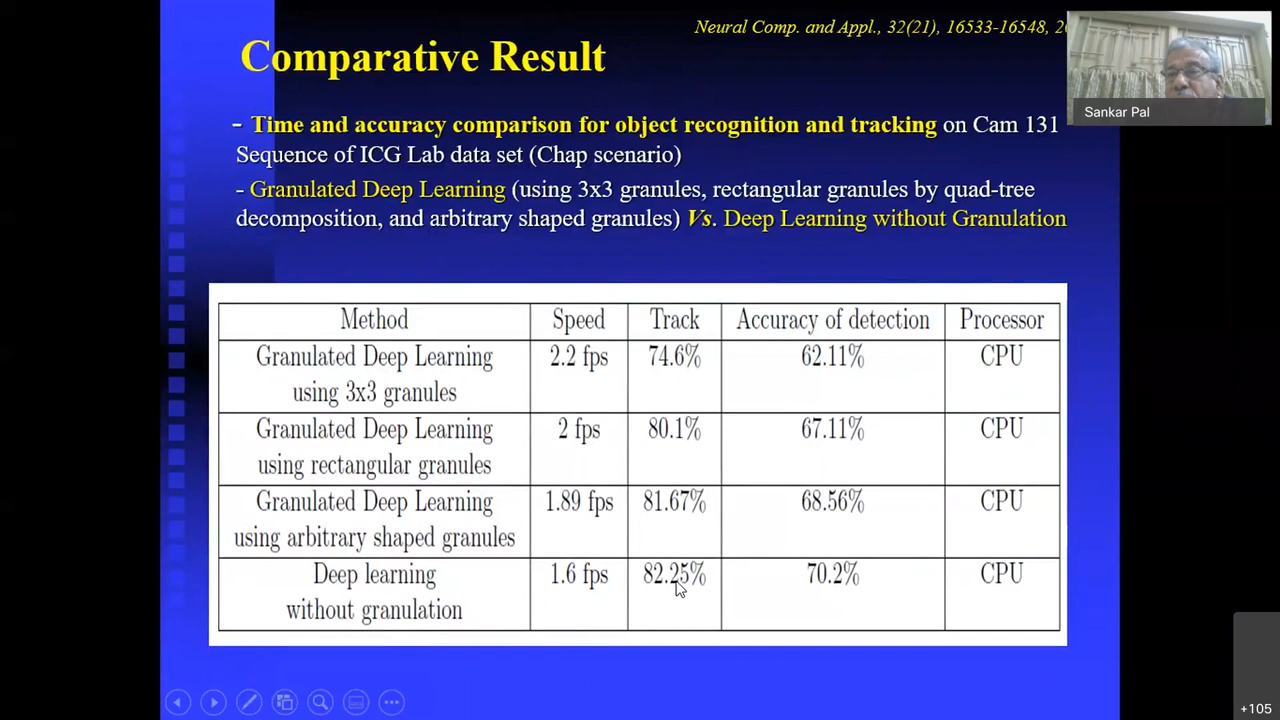 Neural Comp. and Appl., 32(21), 16533-16548,
Comparative Result
Sankar Pal
- Time and accuracy comparison for object recognition and tracking on Cam 131
Sequence of ICG Lab data set (Chap scenario)
- Granulated Deep Learning (using 3x3 granules, rectangular granules by quad-tree
decomposition, and arbitrary shaped granules) Vs. Deep Learning without Granulation
Method Speed Track Accuracy of detection Processor
Granulated Deep Learning 2.2 fps 74.6% 62.11% CPU
using 3x3 granules
Granulated Deep Learning 2 fps 80.1% 67.11% CPU
using rectangular granules
Granulated Deep Learning 1.89 fps 81.67% 68.56% CPU
using arbitrary shaped granules
Deep learning 1.6 fps 82.25% 70.2% CPU
without granulation
+105